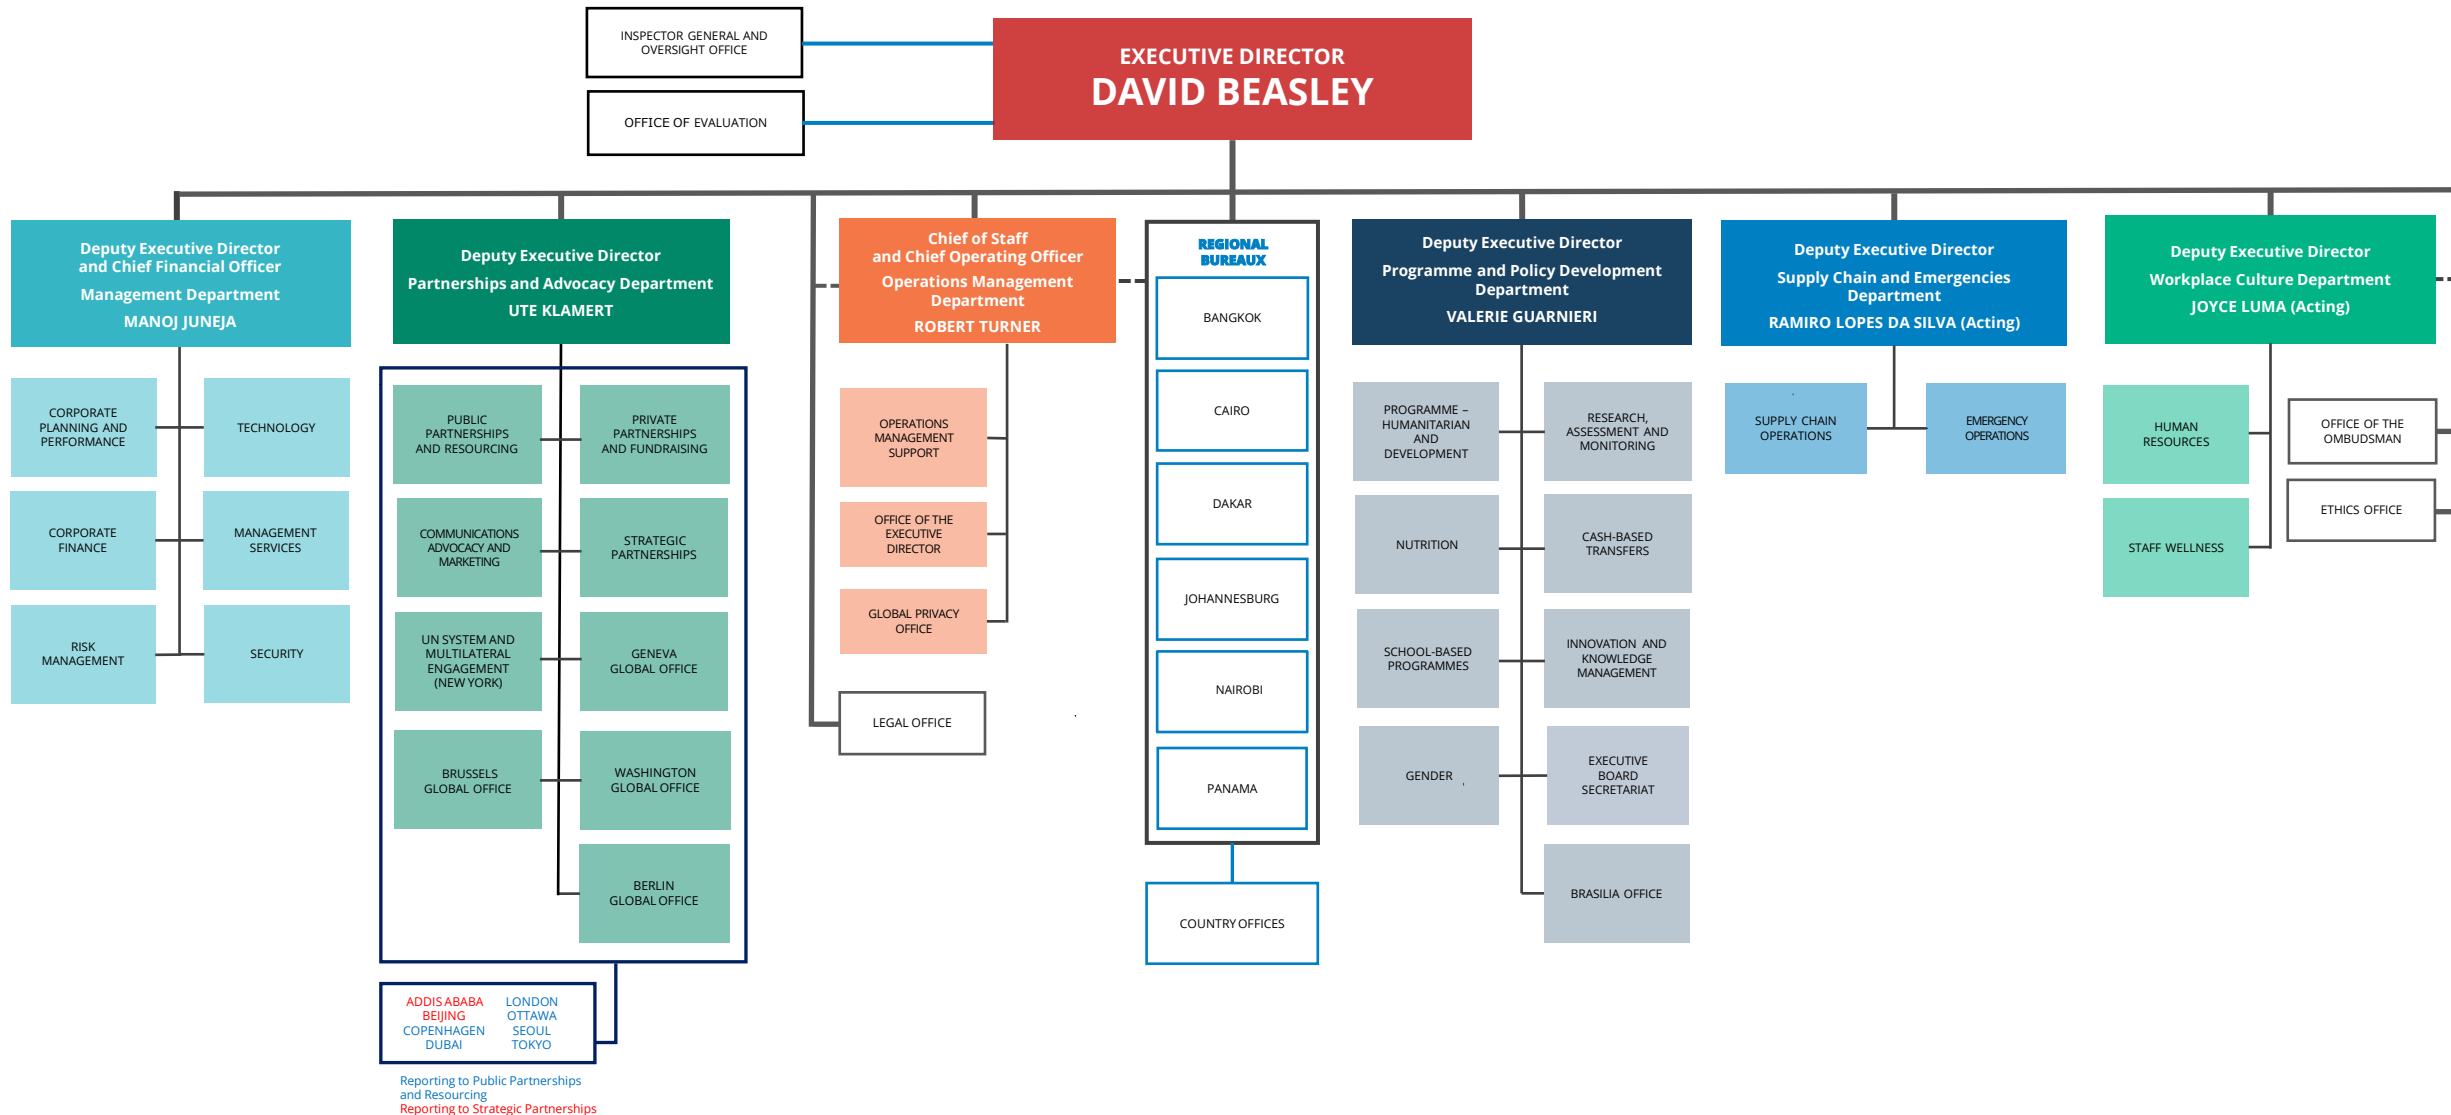 INSPECTOR GENERAL AND
OVERSIGHT OFFICE
OFFICE OF EVALUATION
EXECUTIVE DIRECTOR
DAVID BEASLEY
Deputy Executive Director
and Chief Financial Officer
Management Department
MANOJ JUNEJA
CORPORATE
PLANNING AND
PERFORMANCE
TECHNOLOGY
CORPORATE
FINANCE
MANAGEMENT
SERVICES
RISK
MANAGEMENT
SECURITY
Deputy Executive Director
Partnerships and Advocacy Department
UTE KLAMERT
PUBLIC
PARTNERSHIPS
AND RESOURCING
PRIVATE
PARTNERSHIPS
AND FUNDRAISING
COMMUNICATIONS
ADVOCACY AND
MARKETING
STRATEGIC
PARTNERSHIPS
UN SYSTEM AND
MULTILATERAL
ENGAGEMENT
(NEW YORK)
GENEVA
GLOBAL OFFICE
BRUSSELS
GLOBAL OFFICE
WASHINGTON
GLOBAL OFFICE
BERLIN
GLOBAL OFFICE
ADDIS ABABA
BEIJING
COPENHAGEN
DUBAI
LONDON
OTTAWA
SEOUL
TOKYO
Reporting to Public Partnerships
and Resourcing
Reporting to Strategic Partnerships
Chief of Staff
and Chief Operating Officer
Operations Management
Department
ROBERT TURNER
OPERATIONS
MANAGEMENT
SUPPORT
OFFICE OF THE
EXECUTIVE
DIRECTOR
GLOBAL PRIVACY
OFFICE
LEGAL OFFICE
REGIONAL
BUREAUX
BANGKOK
CAIRO
DAKAR
JOHANNESBURG
NAIROBI
PANAMA
COUNTRY OFFICES
Deputy Executive Director
Programme and Policy Development
Department
VALERIE GUARNIERI
PROGRAMME –
HUMANITARIAN
AND
DEVELOPMENT
RESEARCH,
ASSESSMENT AND
MONITORING
NUTRITION
CASH-BASED
TRANSFERS
SCHOOL-BASED
PROGRAMMES
INNOVATION AND
KNOWLEDGE
MANAGEMENT
GENDER
EXECUTIVE
BOARD
SECRETARIAT
BRASILIA OFFICE
Deputy Executive Director
Supply Chain and Emergencies
Department
RAMIRO LOPES DA SILVA (Acting)
SUPPLY CHAIN
OPERATIONS
EMERGENCY
OPERATIONS
Deputy Executive Director
Workplace Culture Department
JOYCE LUMA (Acting)
HUMAN
RESOURCES
STAFF WELLNESS
OFFICE OF THE
OMBUDSMAN
ETHICS OFFICE